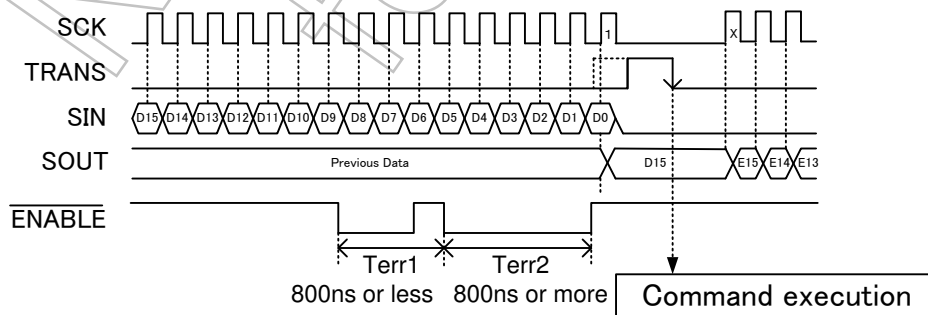 SCK 1 X
TRANS
SIN D15 D14 D13 D12 D11 D10 D9 D8 D7 D6 D5 D4 D3 D2 D1 D0
SOUT Previous Data D15 E15 E14 E13
ENABLE
Terr1 Terr2
800ns or less 800ns or more Command execution